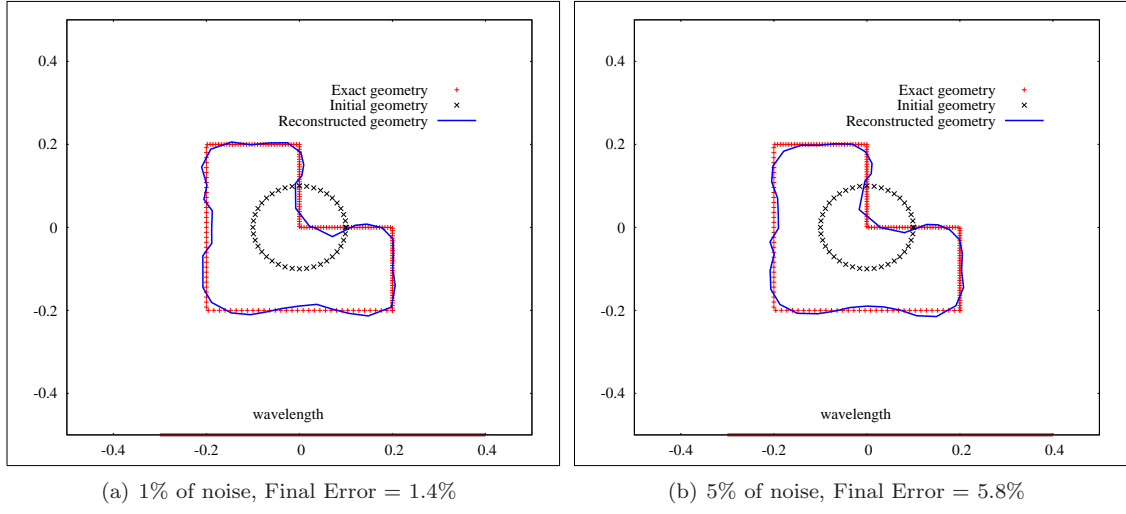 0.4
0.2
0
-0.2
-0.4
-0.4
-0.2
0
0.2
0.4
Exact geometry
Initial geometry
Reconstructed geometry
wavelength
(a) 1% of noise, Final Error = 1.4%
0.4
0.2
0
-0.2
-0.4
-0.4
-0.2
0
0.2
0.4
Exact geometry
Initial geometry
Reconstructed geometry
wavelength
(b) 5% of noise, Final Error = 5.8%